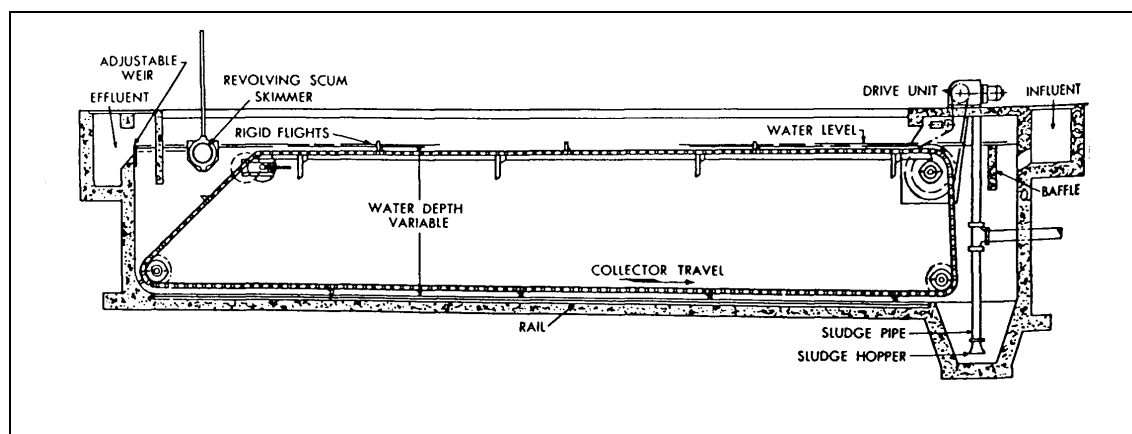 ADJUSTABLE
WEIR
EFFLUENT
REVOLVING SCUM
SKIMMER
DRIVE UNIT
INFLUENT
RIGID FLIGHTS
WATER LEVEL
BAFFLE
WATER DEPTH
VARIABLE
COLLECTOR TRAVEL
RAIL
SLUDGE PIPE
SLUDGE HOPPER